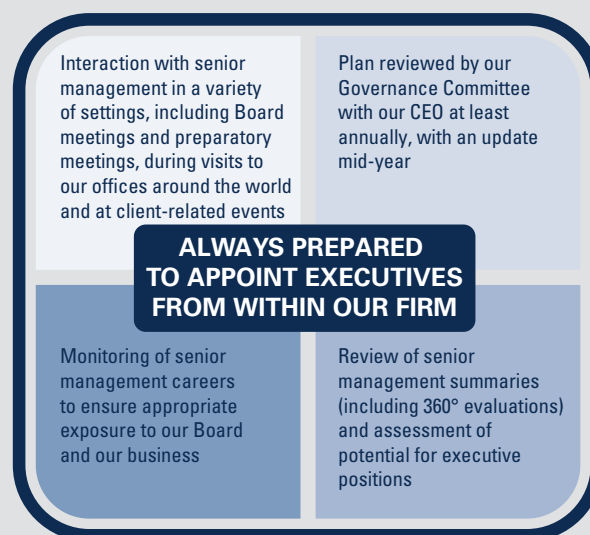 Interaction with senior
management in a variety
of settings, including Board
meetings and preparatory
meetings, during visits to
our offices around the world
and at client-related events
Plan reviewed by our
Governance Committee
with our CEO at least
annually, with an update
mid-year
ALWAYS PREPARED
TO APPOINT EXECUTIVES
FROM WITHIN OUR FIRM
Monitoring of senior
management careers
to ensure appropriate
exposure to our Board
and our business
Review of senior
management summaries
(including 360° evaluations)
and assessment of
potential for executive
positions